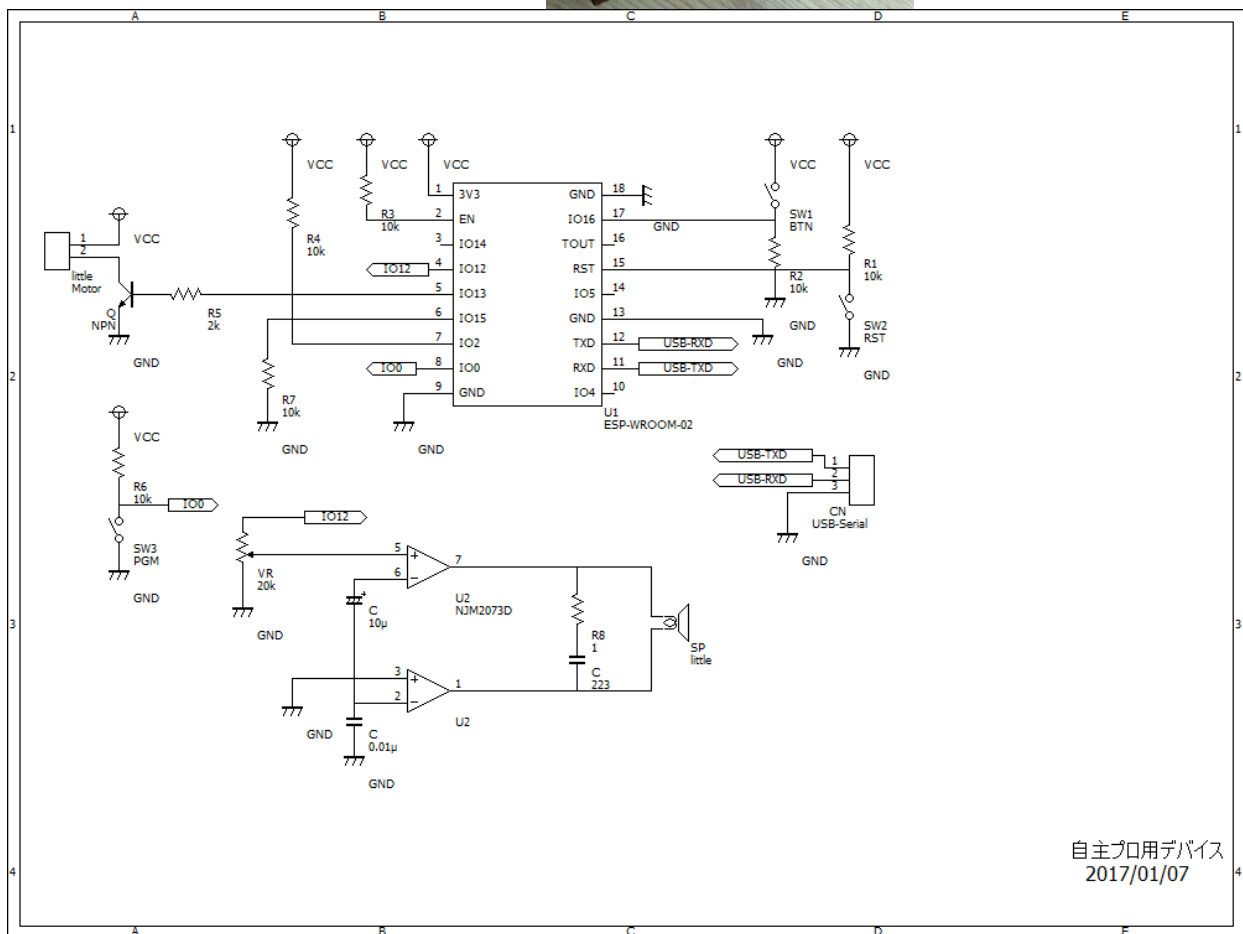 A B C D E
1 1
VCC VCC VCC VCC VCC
1 3V3 GND 18
R3
10k
2 EN IO16 17
GND
SW1
BTN
VCC
R4
10k
3 IO14 TOUT 16
1
2
little
Motor
IO12 4 IO12 RST 15
R1
10k
R2
10k
5 IO13 IO5 14
Q
NPN
R5
2k
6 IO15 GND 13
GND
SW2
RST
7 IO2 TXD 12 USB-RXD
GND
GND
GND
2 2
IO0 8 IO0 RXD 11 USB-TXD
9 GND IO4 10
R7
10k
U1
ESP-WROOM-02
VCC
GND
GND
USB-TXD 1
USB-RXD 2
3
CN
USB-Serial
GND
R6
10k
IO0
IO12
SW3
PGM
GND
VR
20k
GND
5 +
6 -
7
U2
NJM2073D
+
C
10μ
3 3
R8
1
C
223
SP
little
3 +
2 -
1
U2
GND
C
0.01μ
GND
自主プロ用デバイス
2017/01/07
4 4
A B C D E